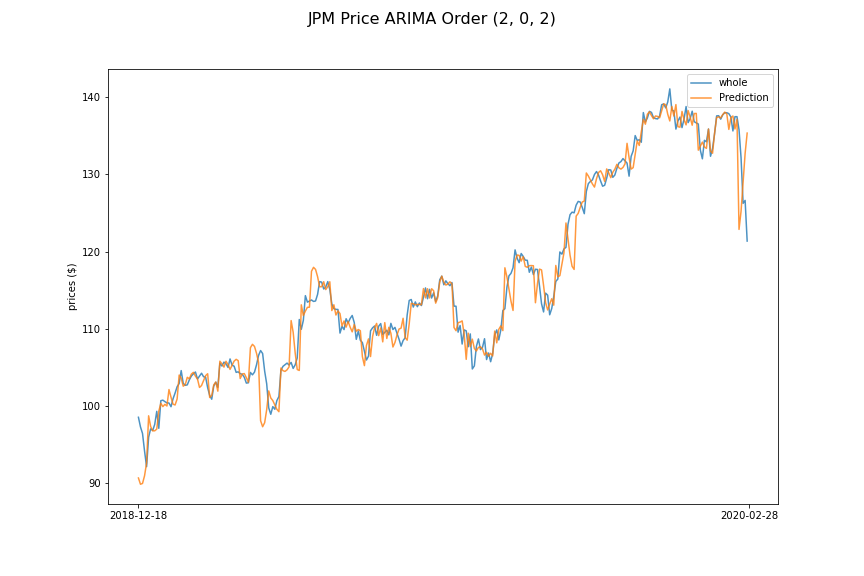 JPM Price ARIMA Order (2, 0, 2)
whole
Prediction
140
130
120
110
100
90
prices ($)
2018-12-18
2020-02-28